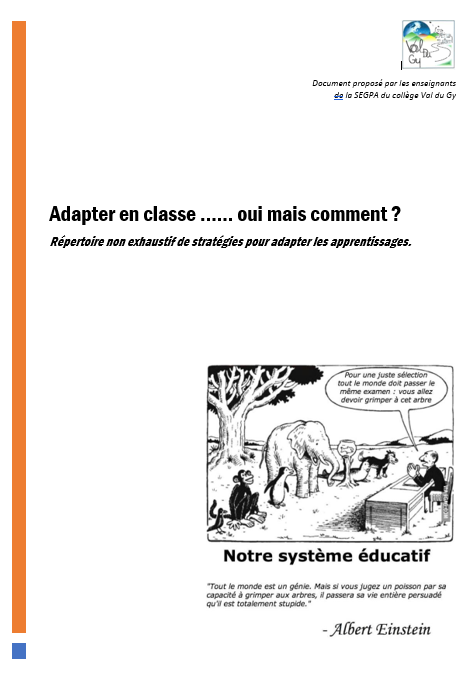 Val
Du
Gy
Document proposé par les enseignants
de la SEGPA du collège Val du Gy
Adapter en classe ...... oui mais comment ?
Répertoire non exhaustif de stratégies pour adapter les apprentissages.
Pour une juste sélection
tout le monde doit passer le
même examen : vous allez
devoir grimper à cet arbre
Notre système éducatif
"Tout le monde est un génie. Mais si vous jugez un poisson par sa
capacité à grimper aux arbres, il passera sa vie entière persuadé
qu'il est totalement stupide."
- Albert Einstein